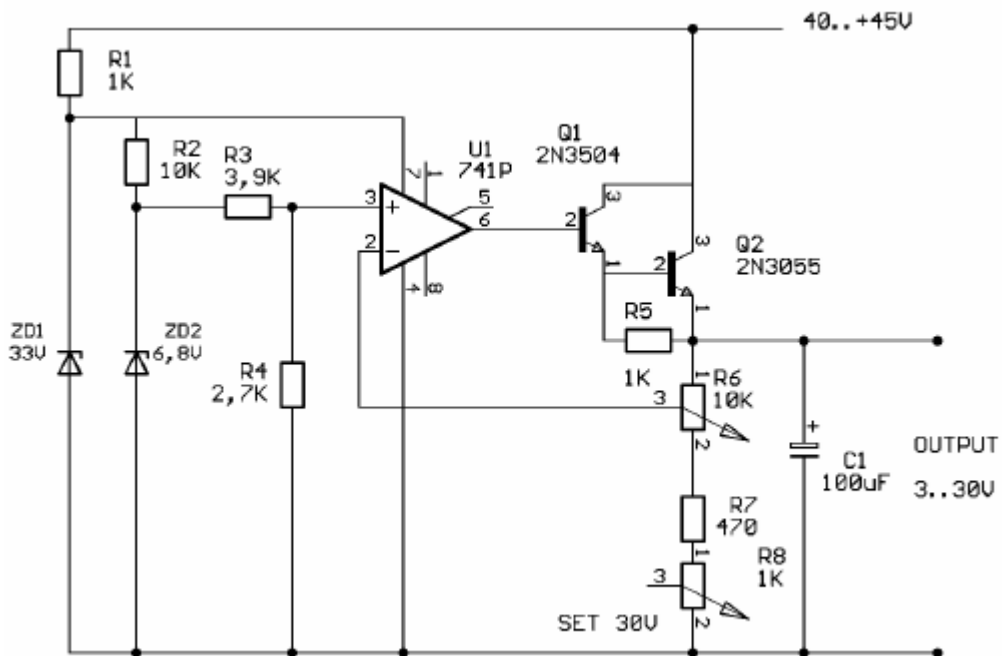 40..+45V
R1
1K
R2
10K
R3
3,9K
U1
741P
Q1
2N3504
7
1
3
+
2
-
5
6
4
8
2
3
1
Q2
2N3055
2
3
1
ZD1
33V
ZD2
6,8V
R4
2,7K
R5
1K
1
R6
10K
3
2
+
C1
100uF
OUTPUT
3..30V
R7
470
1
R8
1K
3
2
SET 30V